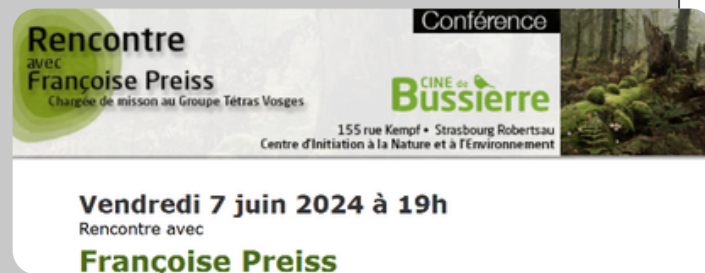 Conférence
Rencontre
avec
Françoise Preiss
Chargée de misson au Groupe Tétras Vosges
CINE de
Bussierre
155 rue Kempf • Strasbourg Robertsau
Centre d'Initiation à la Nature et à l'Environnement
Vendredi 7 juin 2024 à 19h
Rencontre avec
Françoise Preiss